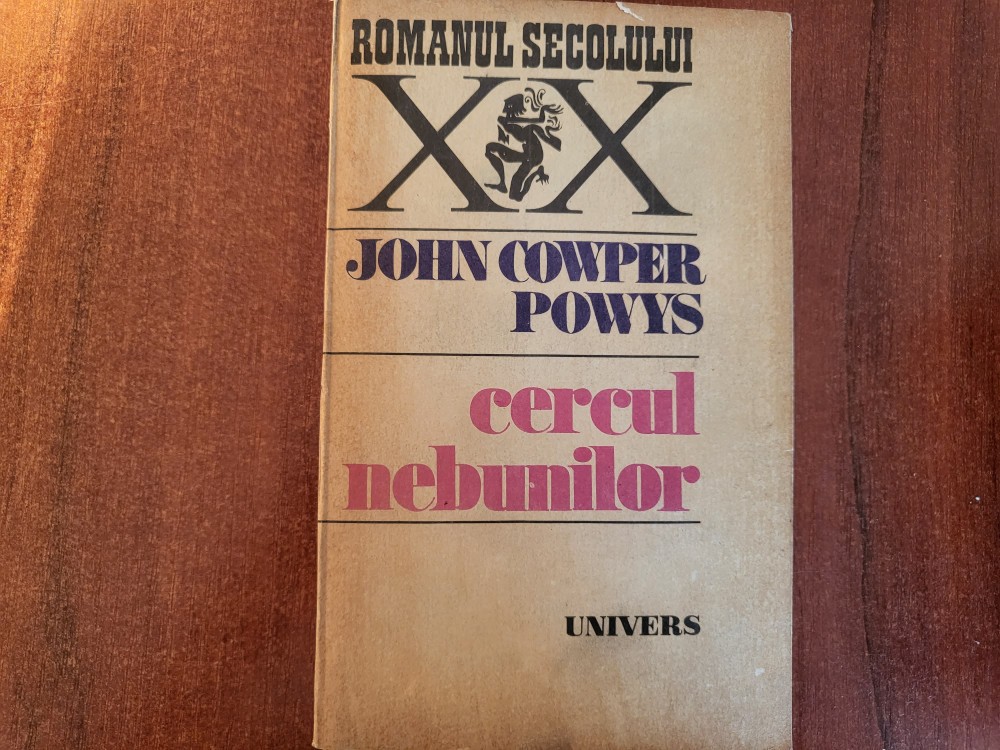 ROMANUL SECOLULUI
XX
JOHN COWPER
POWYS
cercul
nebunilor
UNIVERS